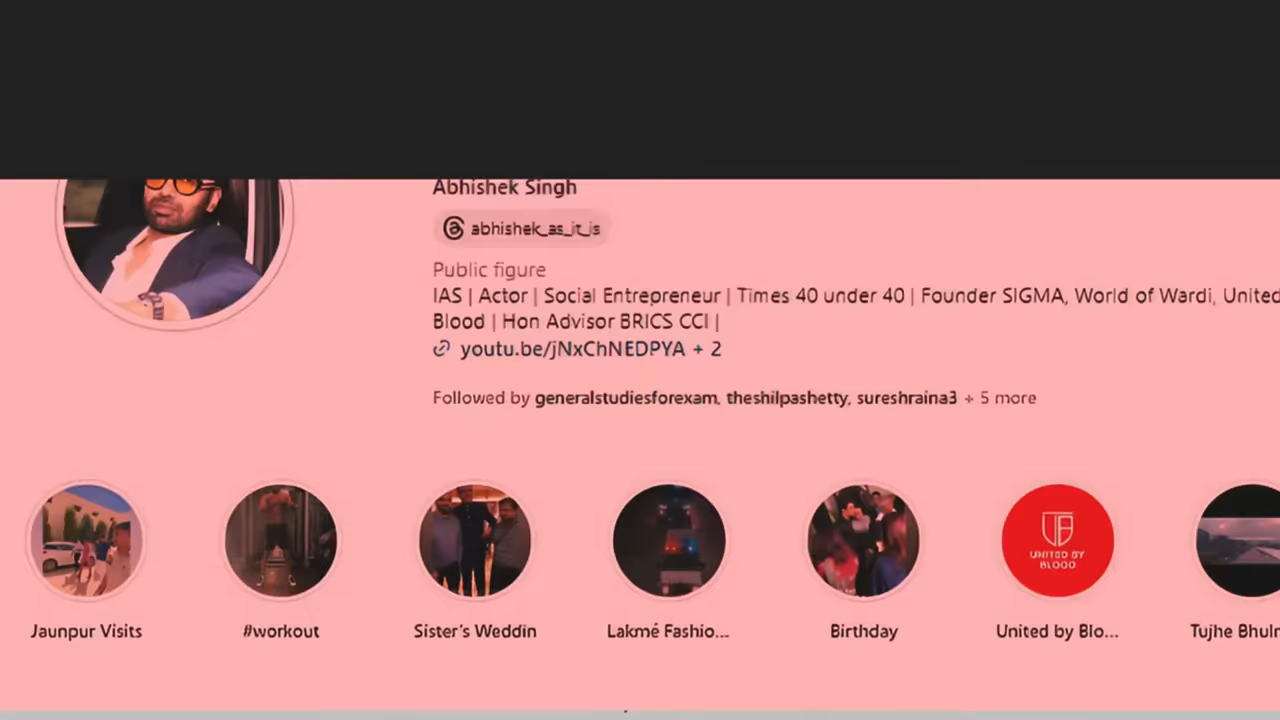 Abhishek Singh
abhishek_as_it_is
Public figure
IAS | Actor | Social Entrepreneur | Times 40 under 40 | Founder SIGMA, World of Wardi, United
Blood | Hon Advisor BRICS CCI |
youtu.be/jNxChNEDPYA + 2
Followed by generalstudiesforexam, theshilpashetty, sureshraina3 + 5 more
UNITED BY
BLOOD
Jaunpur Visits
#workout
Sister's Weddin
Lakmé Fashio...
Birthday
United by Blo...
Tujhe